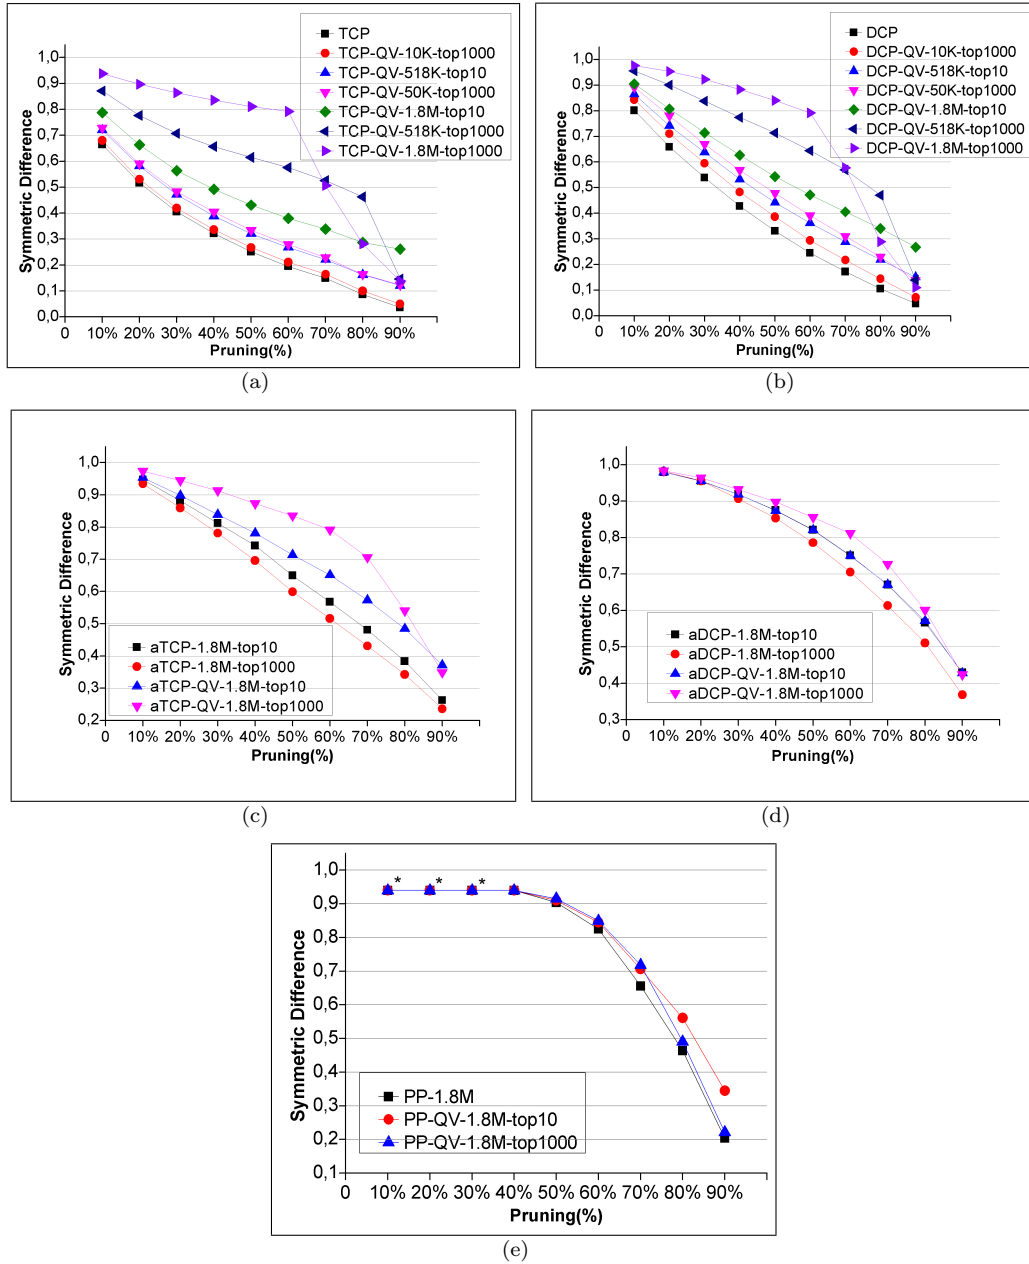 TCP
TCP-QV-10K-top1000
TCP-QV-518K-top10
TCP-QV-50K-top1000
TCP-QV-1.8M-top10
TCP-QV-518K-top1000
TCP-QV-1.8M-top1000
1,0
0,9
0,8
0,7
0,6
0,5
0,4
0,3
0,2
0,1
0,0
Symmetric Difference
0 10% 20% 30% 40% 50% 60% 70% 80% 90%
Pruning(%)
(a)
DCP
DCP-QV-10K-top1000
DCP-QV-518K-top10
DCP-QV-50K-top1000
DCP-QV-1.8M-top10
DCP-QV-518K-top1000
DCP-QV-1.8M-top1000
1,0
0,9
0,8
0,7
0,6
0,5
0,4
0,3
0,2
0,1
0,0
Symmetric Difference
0 10% 20% 30% 40% 50% 60% 70% 80% 90%
Pruning(%)
(b)
1,0
0,9
0,8
0,7
0,6
0,5
0,4
0,3
0,2
Symmetric Difference
aTCP-1.8M-top10
aTCP-1.8M-top1000
aTCP-QV-1.8M-top10
aTCP-QV-1.8M-top1000
0 10% 20% 30% 40% 50% 60% 70% 80% 90%
Pruning(%)
(c)
1,0
0,9
0,8
0,7
0,6
0,5
0,4
0,3
Symmetric Difference
aDCP-1.8M-top10
aDCP-1.8M-top1000
aDCP-QV-1.8M-top10
aDCP-QV-1.8M-top1000
0 10% 20% 30% 40% 50% 60% 70% 80% 90%
Pruning(%)
(d)
1,0
0,9
0,8
0,7
0,6
0,5
0,4
0,3
0,2
0,1
Symmetric Difference
* * *
PP-1.8M
PP-QV-1.8M-top10
PP-QV-1.8M-top1000
0 10% 20% 30% 40% 50% 60% 70% 80% 90%
Pruning(%)
(e)